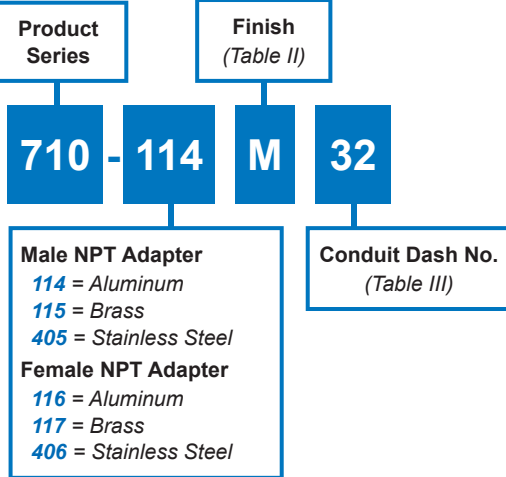 Product
Series
Finish
(Table II)
710 - 114 M 32
Male NPT Adapter
114 = Aluminum
115 = Brass
405 = Stainless Steel
Female NPT Adapter
116 = Aluminum
117 = Brass
406 = Stainless Steel
Conduit Dash No.
(Table III)